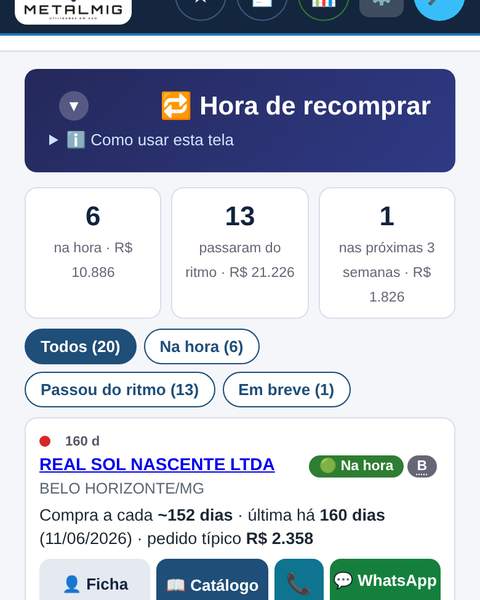 METALMIG
🔁 Hora de recomprar
ℹ️ Como usar esta tela
6
na hora · R$
10.886
13
passaram do
ritmo · R$ 21.226
1
nas próximas 3
semanas · R$
1.826
Todos (20)
Na hora (6)
Passou do ritmo (13)
Em breve (1)
160 d
REAL SOL NASCENTE LTDA
🟢 Na hora
B
BELO HORIZONTE/MG
Compra a cada ~152 dias · última há 160 dias
(11/06/2026) · pedido típico R$ 2.358
👤 Ficha
📖 Catálogo
📞
💬 WhatsApp